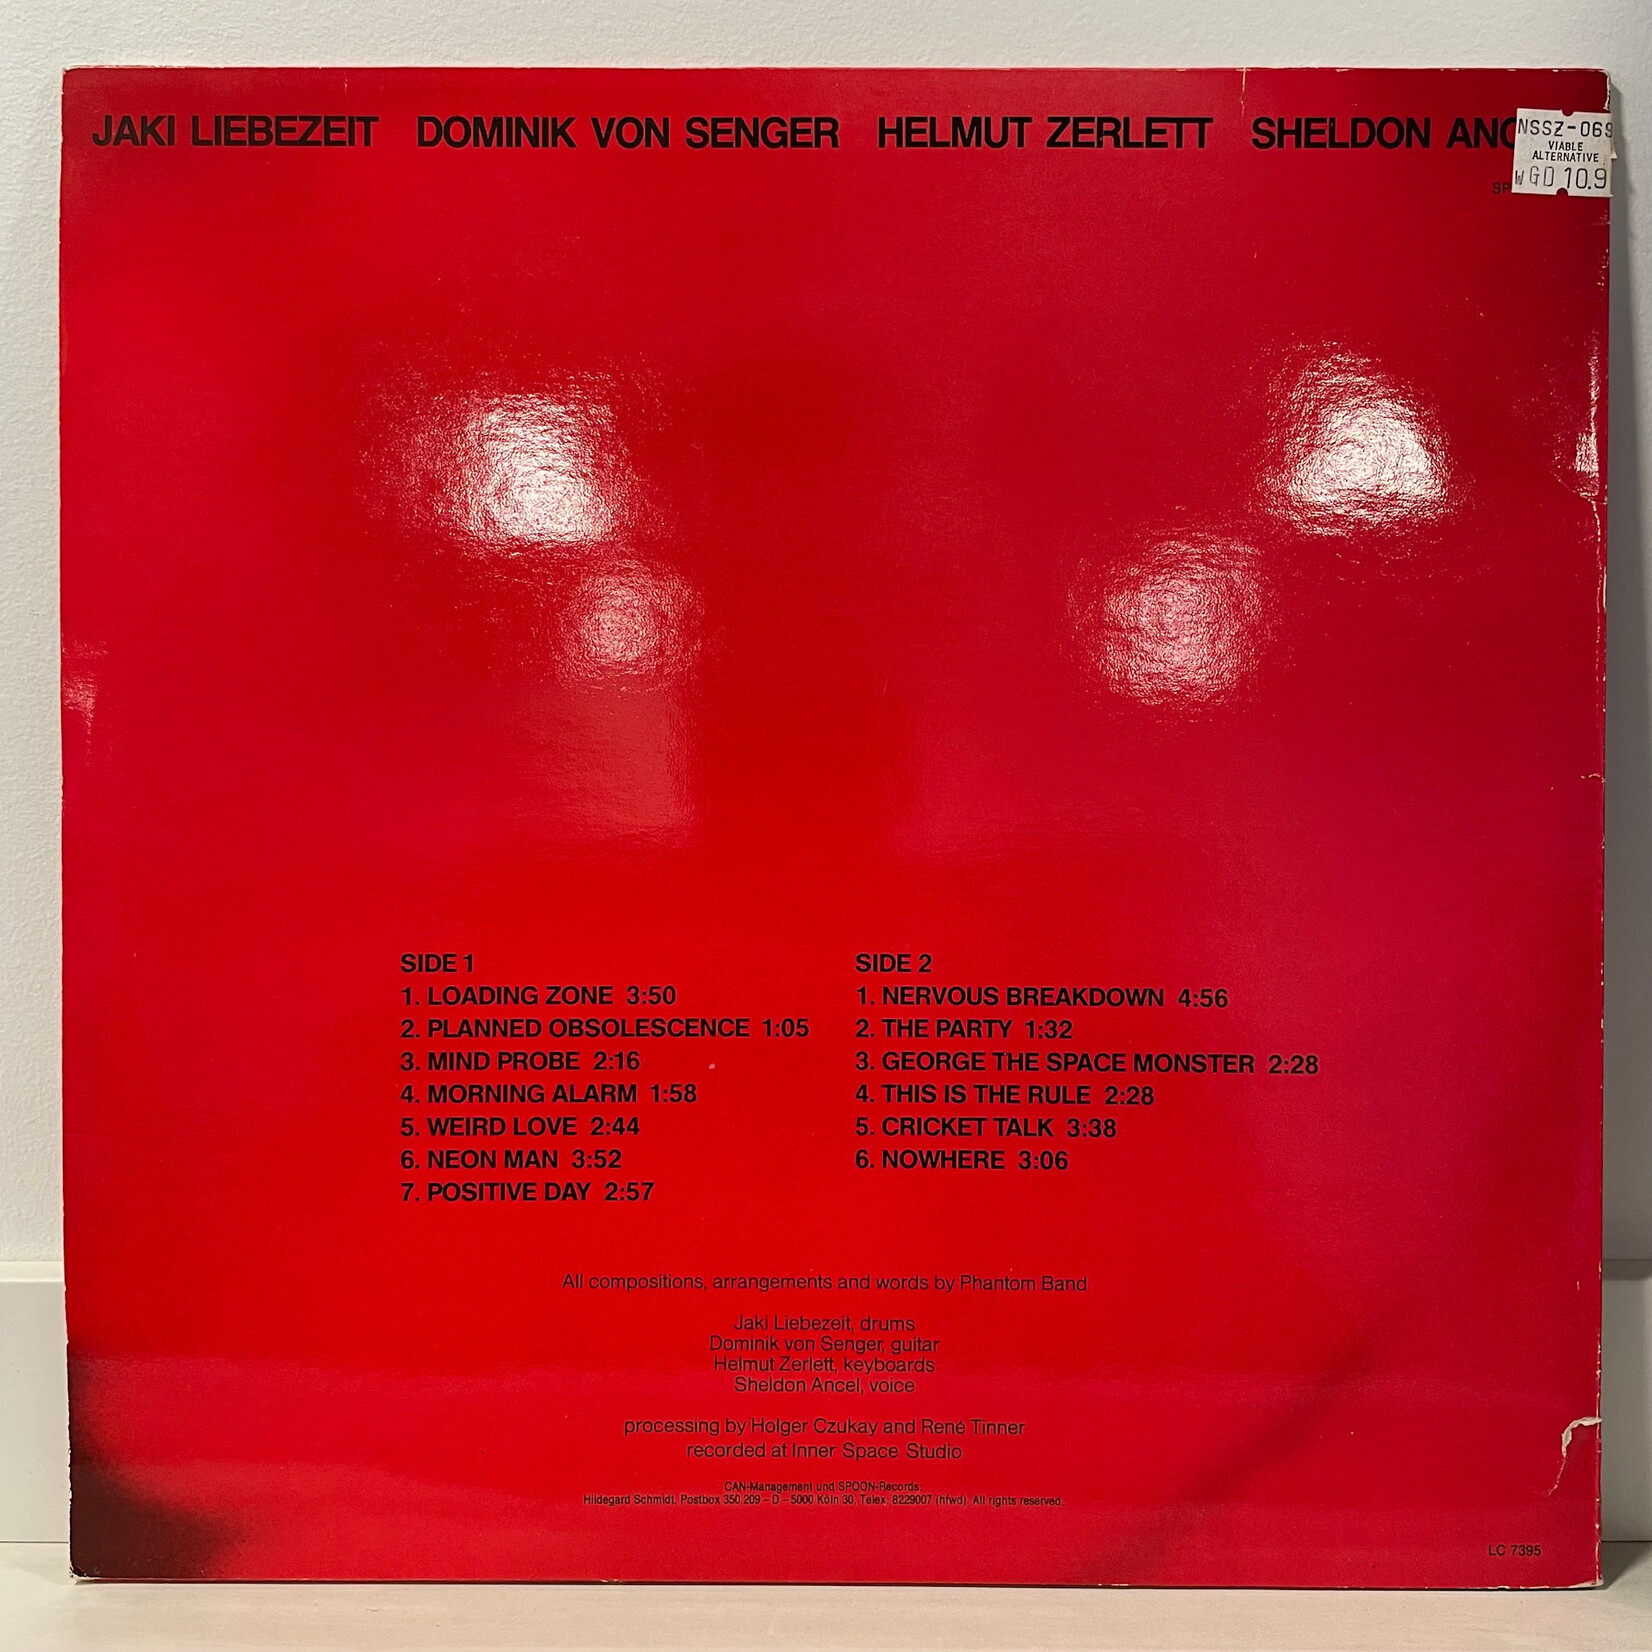 JAKI LIEBEZEIT DOMINIK VON SENGER HELMUT ZERLETT SHELDON
NSSZ-069
VIABLE
ALTERNATIVE
GD 10.9
SIDE 1
1. LOADING ZONE 3:50
2. PLANNED OBSOLESCENCE 1:05
3. MIND PROBE 2:16
4. MORNING ALARM 1:58
5. WEIRD LOVE 2:44
6. NEON MAN 3:52
7. POSITIVE DAY 2:57
SIDE 2
1. NERVOUS BREAKDOWN 4:56
2. THE PARTY 1:32
3. GEORGE THE SPACE MONSTER 2:28
4. THIS IS THE RULE 2:28
5. CRICKET TALK 3:38
6. NOWHERE 3:06
All compositions, arrangements and words by Phantom Band
Jaki Liebezeit, drums
Dominik von Senger, guitar
Helmut Zerlett, keyboards
Sheldon Ancel, voice
processing by Holger Czukay and René Tinner
recorded at Inner Space Studio
CAN-Management und SPOON-Records:
Hildegard Schmidt, Postbox 350 209 – D – 5000 Köln 30, Telex: 8229007 (hfwd). All rights reserved.
LC 7395